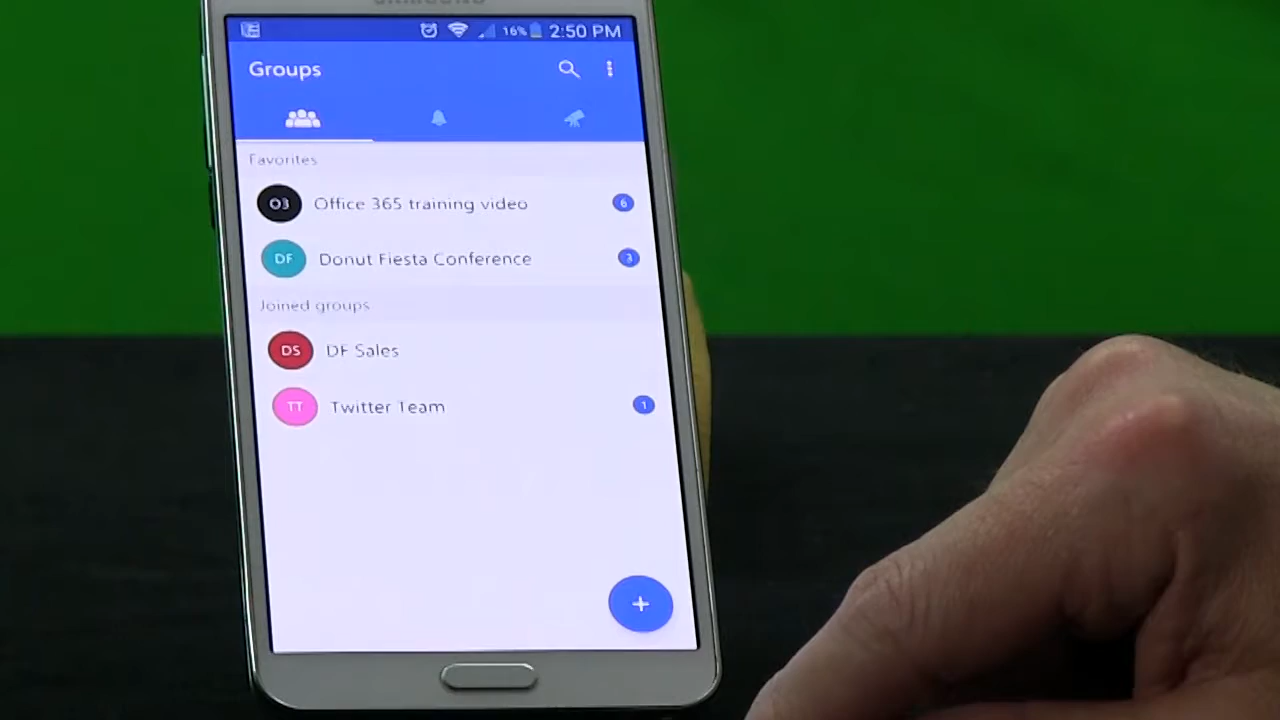 SAMSUNG
16% 2:50 PM
Groups
Favorites
O3 Office 365 training video 6
DF Donut Fiesta Conference 3
Joined groups
DS DF Sales
TT Twitter Team 1